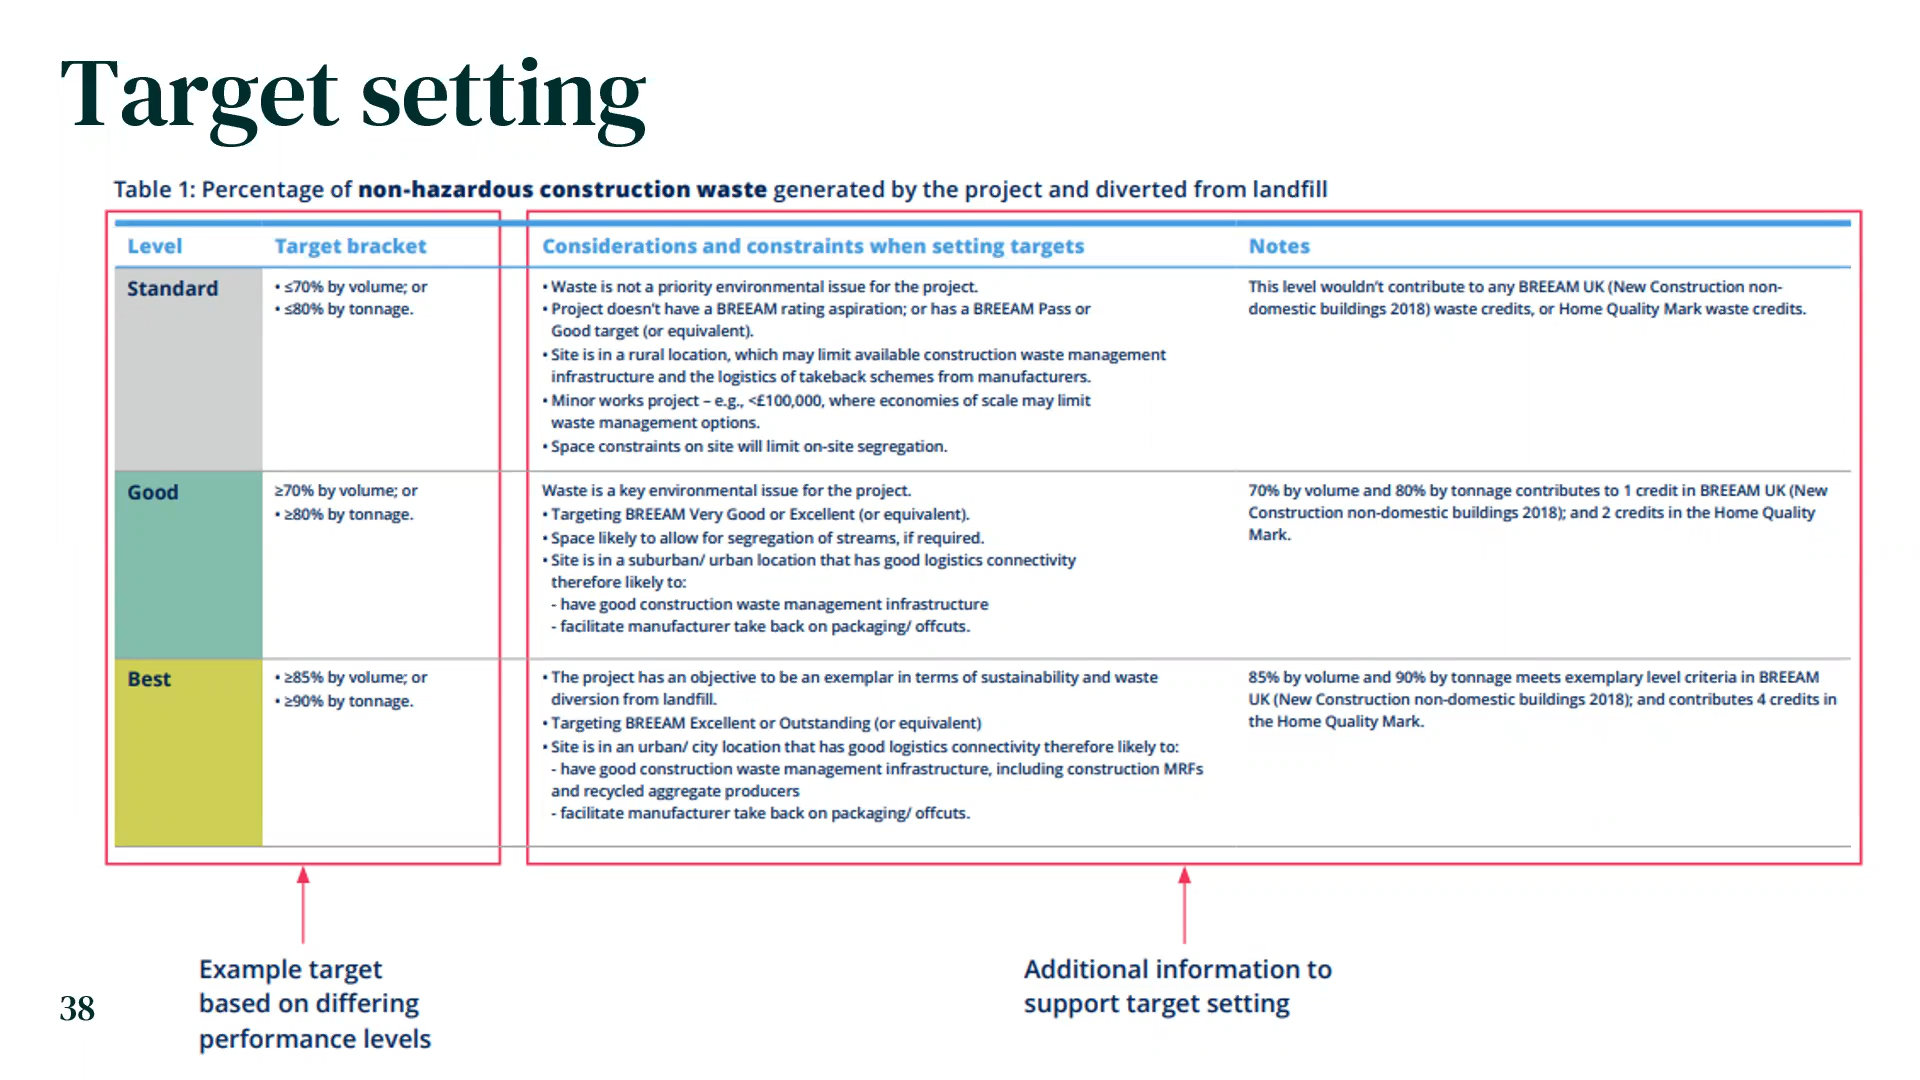 Target setting
Table 1: Percentage of non-hazardous construction waste generated by the project and diverted from landfill
Level
Target bracket
Considerations and constraints when setting targets
Notes
Standard
• ≤70% by volume; or
• ≤80% by tonnage.
• Waste is not a priority environmental issue for the project.
• Project doesn't have a BREEAM rating aspiration; or has a BREEAM Pass or
Good target (or equivalent).
• Site is in a rural location, which may limit available construction waste management
infrastructure and the logistics of takeback schemes from manufacturers.
• Minor works project – e.g., <£100,000, where economies of scale may limit
waste management options.
• Space constraints on site will limit on-site segregation.
This level wouldn't contribute to any BREEAM UK (New Construction non-
domestic buildings 2018) waste credits, or Home Quality Mark waste credits.
Good
≥70% by volume; or
• ≥80% by tonnage.
Waste is a key environmental issue for the project.
• Targeting BREEAM Very Good or Excellent (or equivalent).
• Space likely to allow for segregation of streams, if required.
• Site is in a suburban/ urban location that has good logistics connectivity
therefore likely to:
- have good construction waste management infrastructure
- facilitate manufacturer take back on packaging/ offcuts.
70% by volume and 80% by tonnage contributes to 1 credit in BREEAM UK (New
Construction non-domestic buildings 2018); and 2 credits in the Home Quality
Mark.
Best
• ≥85% by volume; or
• ≥90% by tonnage.
• The project has an objective to be an exemplar in terms of sustainability and waste
diversion from landfill.
• Targeting BREEAM Excellent or Outstanding (or equivalent)
• Site is in an urban/ city location that has good logistics connectivity therefore likely to:
- have good construction waste management infrastructure, including construction MRFs
and recycled aggregate producers
- facilitate manufacturer take back on packaging/ offcuts.
85% by volume and 90% by tonnage meets exemplary level criteria in BREEAM
UK (New Construction non-domestic buildings 2018); and contributes 4 credits in
the Home Quality Mark.
Example target
based on differing
performance levels
Additional information to
support target setting
38